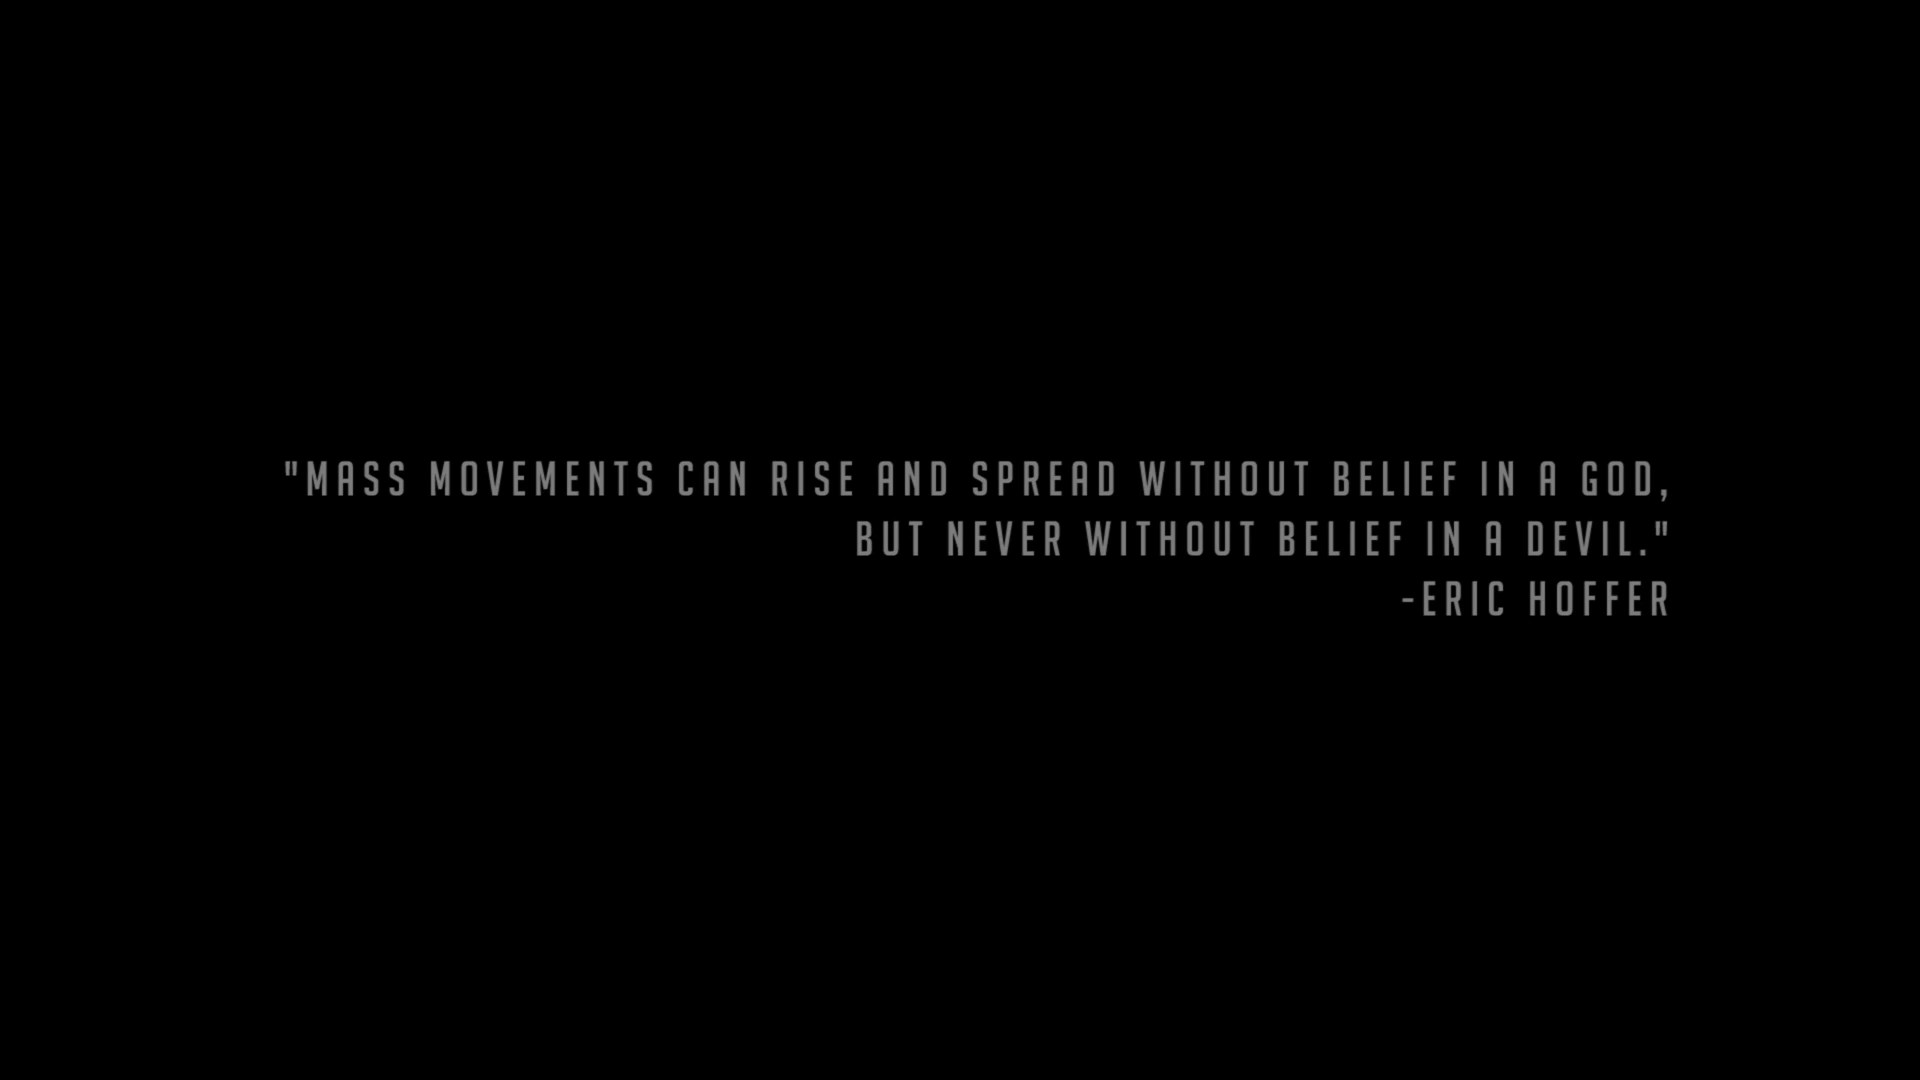 "MASS MOVEMENTS CAN RISE AND SPREAD WITHOUT BELIEF IN A GOD,
BUT NEVER WITHOUT BELIEF IN A DEVIL."
-ERIC HOFFER